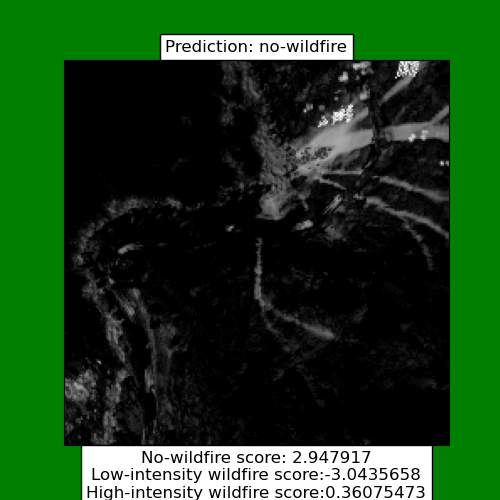 Prediction: no-wildfire
No-wildfire score: 2.947917
Low-intensity wildfire score:-3.0435658
High-intensity wildfire score:0.36075473